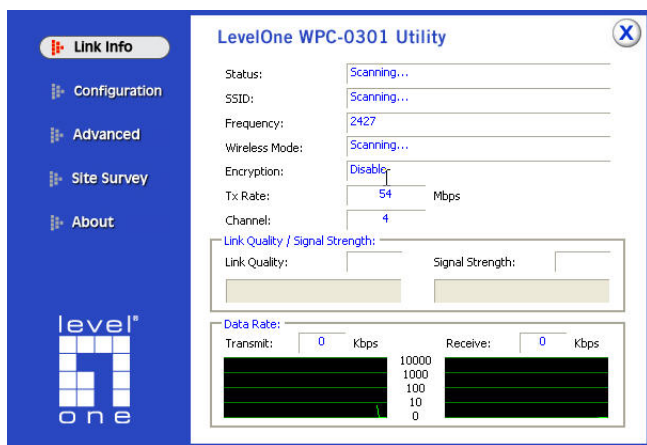 Link Info
Configuration
Advanced
Site Survey
About
level®
one
LevelOne WPC-0301 Utility
X
Status: Scanning...
SSID: Scanning...
Frequency: 2427
Wireless Mode: Scanning...
Encryption: Disable
Tx Rate: 54 Mbps
Channel: 4
Link Quality / Signal Strength:
Link Quality: Signal Strength:
Data Rate:
Transmit: 0 Kbps Receive: 0 Kbps
10000
1000
100
10
0